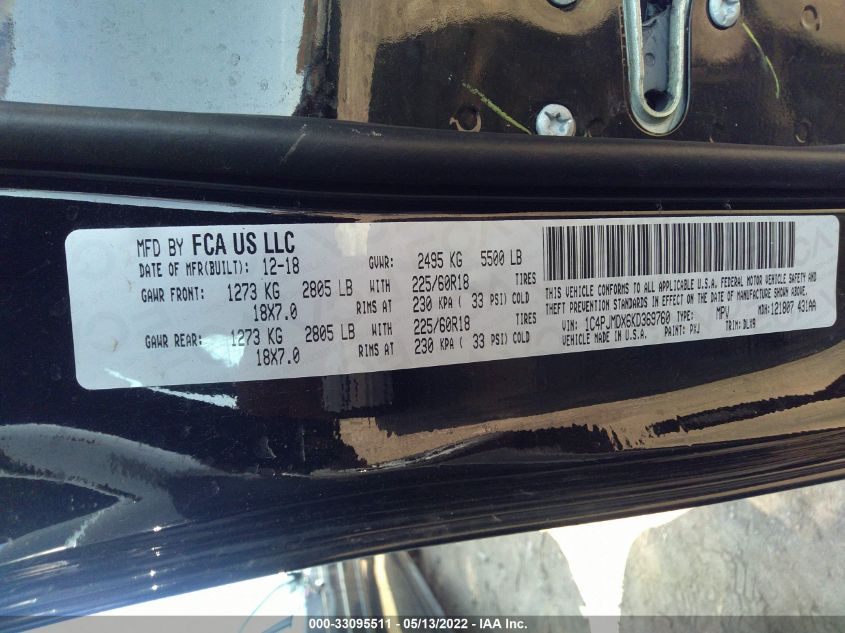 MFD BY FCA US LLC
DATE OF MFR(BUILT): 12-18 GVWR: 2495 KG 5500 LB
GAWR FRONT: 1273 KG 2805 LB WITH 225/60R18 TIRES
18X7.0 RIMS AT 230 KPA ( 33 PSI) COLD
GAWR REAR: 1273 KG 2805 LB WITH 225/60R18 TIRES
18X7.0 RIMS AT 230 KPA ( 33 PSI) COLD
THIS VEHICLE CONFORMS TO ALL APPLICABLE U.S.A. FEDERAL MOTOR VEHICLE SAFETY AND
THEFT PREVENTION STANDARDS IN EFFECT ON THE DATE OF MANUFACTURE SHOWN ABOVE.
VIN: 1C4PJMDX6KD369760 TYPE: MPV MDH: 121807 431AA
VEHICLE MADE IN U.S.A. PAINT: PXJ TRIM: DLX9
000-33095511 - 05/13/2022 - IAA Inc.